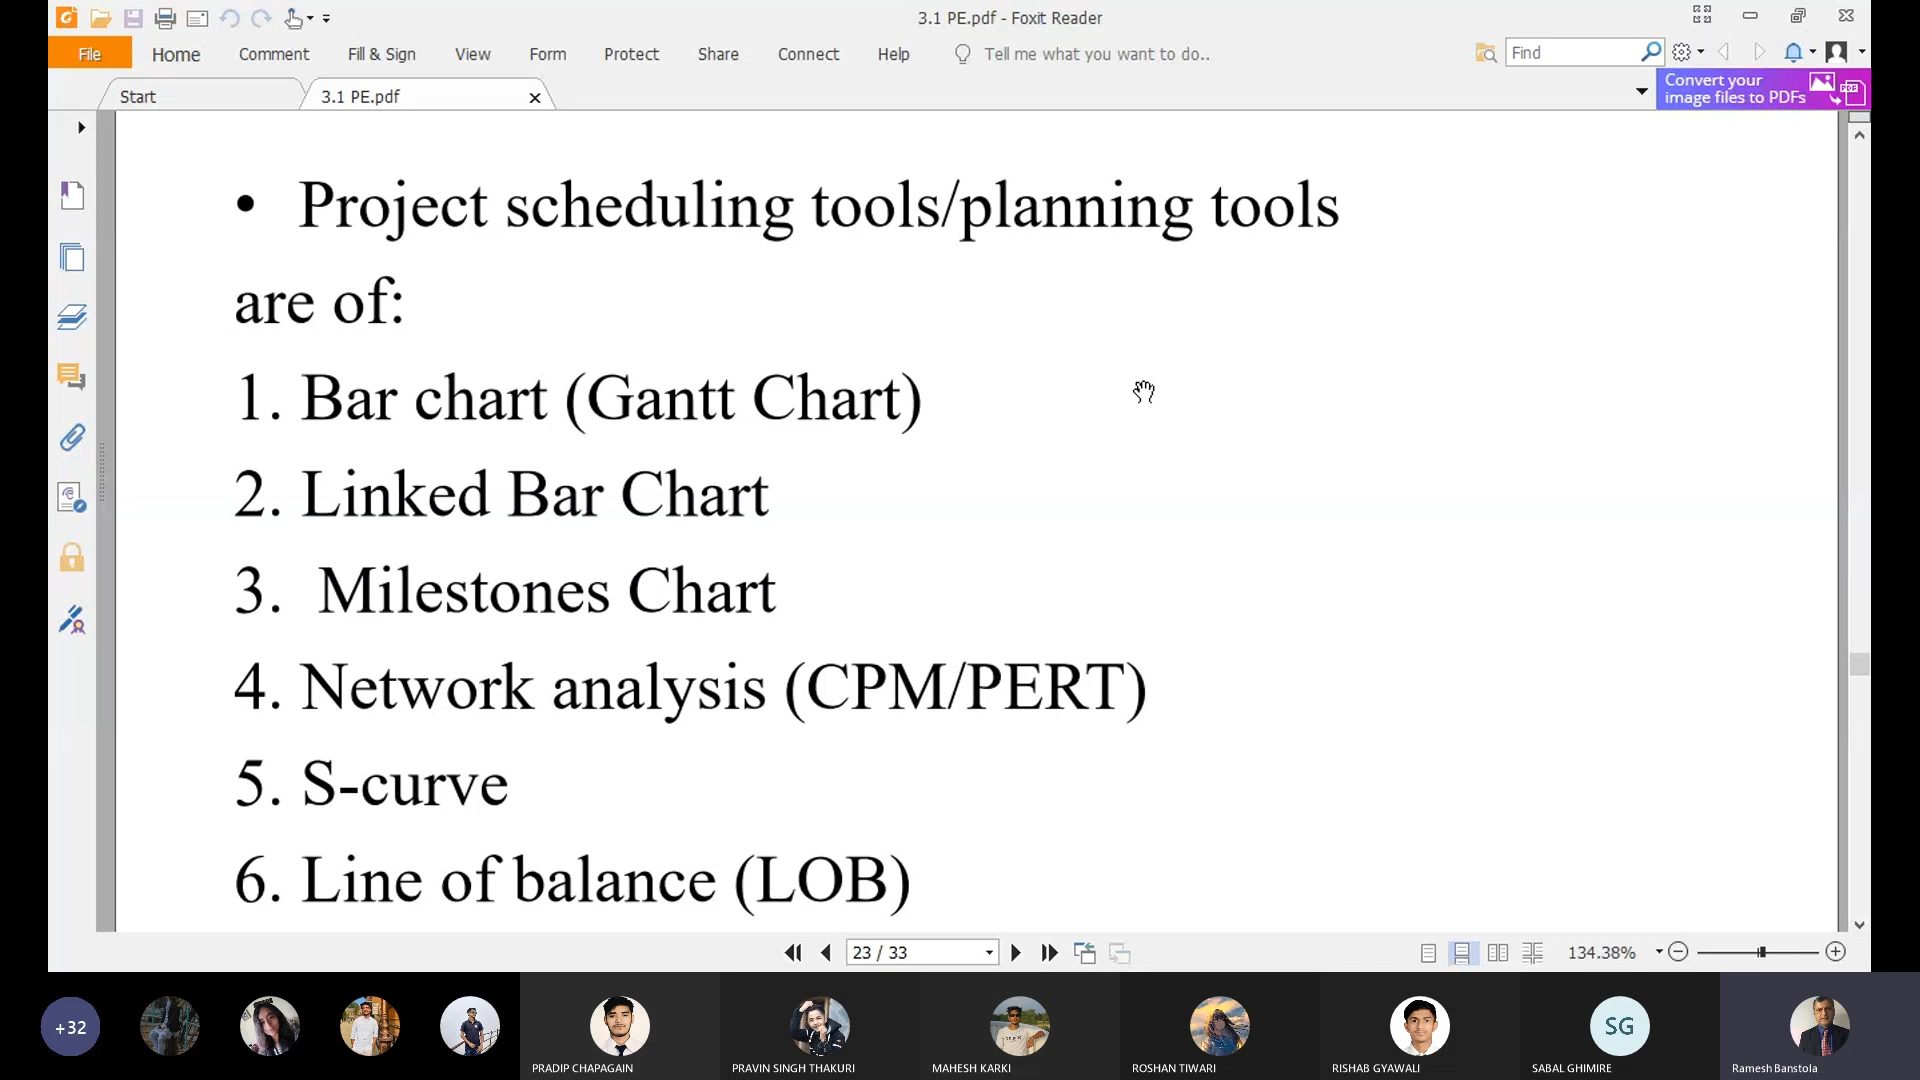 3.1 PE.pdf - Foxit Reader
File Home Comment Fill & Sign View Form Protect Share Connect Help Tell me what you want to do.. Find
Start 3.1 PE.pdf
Convert your
image files to PDFs
PDF
• Project scheduling tools/planning tools
are of:
1. Bar chart (Gantt Chart)
2. Linked Bar Chart
3. Milestones Chart
4. Network analysis (CPM/PERT)
5. S-curve
6. Line of balance (LOB)
23 / 33 134.38%
+32 SG
PRADIP CHAPAGAIN PRAVIN SINGH THAKURI MAHESH KARKI ROSHAN TIWARI RISHAB GYAWALI SABAL GHIMIRE Ramesh Banstola